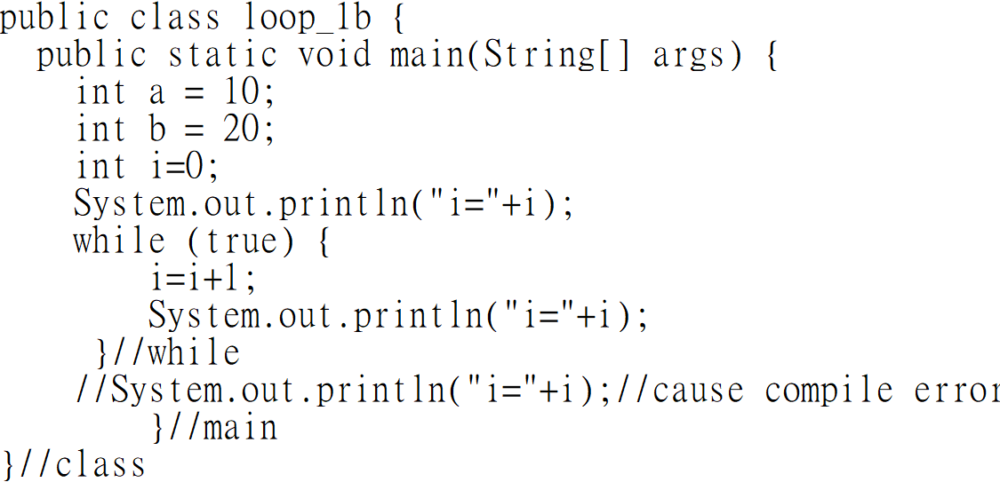 public class loop_1b {
public static void main(String[] args) {
int a = 10;
int b = 20;
int i=0;
System.out.println("i="+i);
while (true) {
i=i+1;
System.out.println("i="+i);
}//while
//System.out.println("i="+i);//cause compile error
}//main
}//class